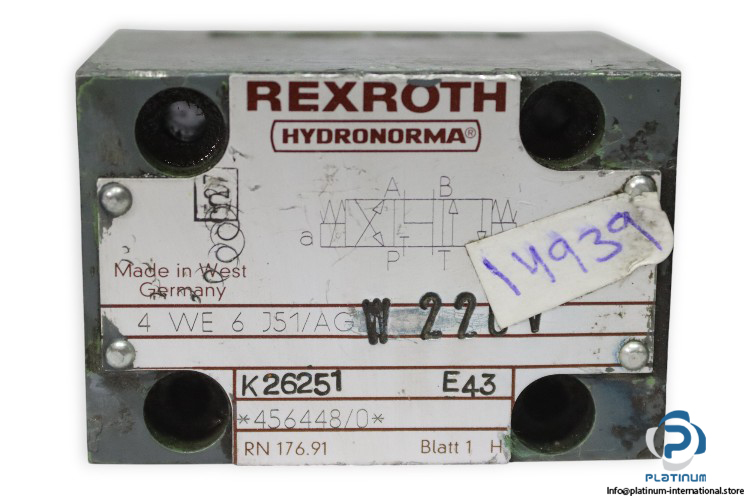 REXROTH
HYDRONORMA®
A B
a
P T
14939
Made in West
Germany
4 WE 6 J51/AG W 220 V
K26251 E43
*456448/0*
RN 176.91 Blatt 1 H
PLATINUM
Info@platinum-international.store